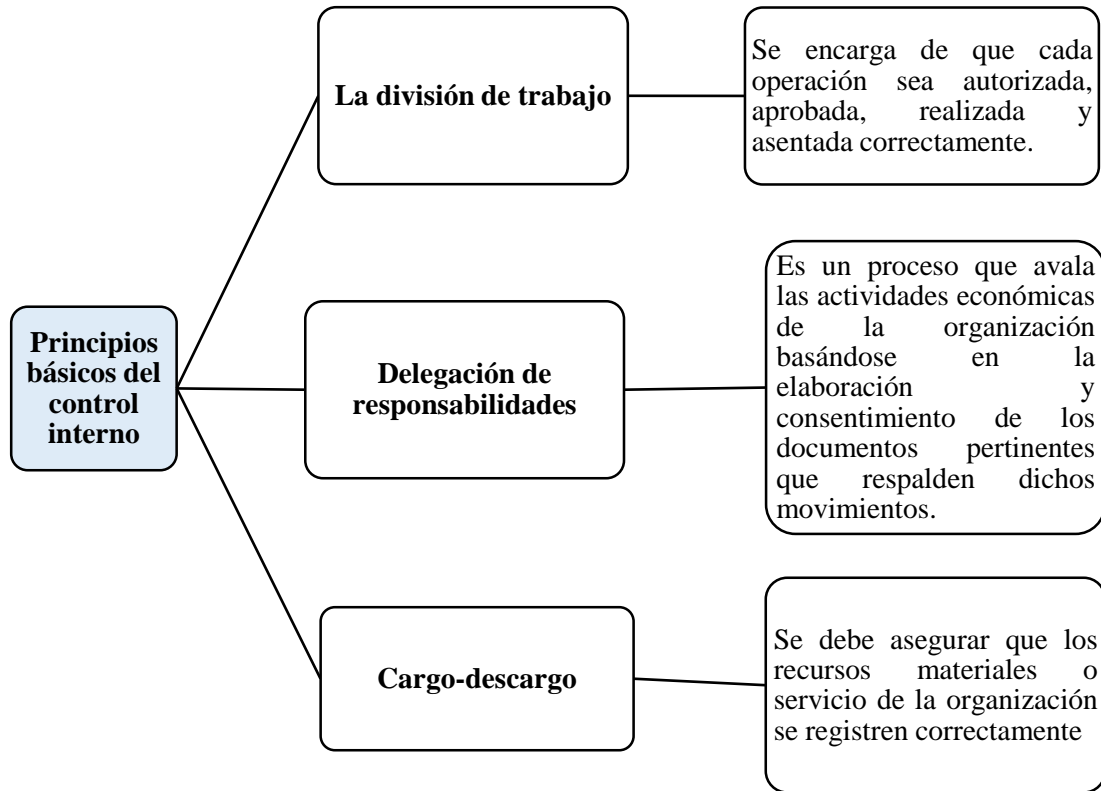 Principios
básicos del
control
interno
La división de trabajo
Se encarga de que cada
operación sea autorizada,
aprobada, realizada y
asentada correctamente.
Delegación de
responsabilidades
Es un proceso que avala
las actividades económicas
de la organización
basándose en la
elaboración y
consentimiento de los
documentos pertinentes
que respalden dichos
movimientos.
Cargo-descargo
Se debe asegurar que los
recursos materiales o
servicio de la organización
se registren correctamente